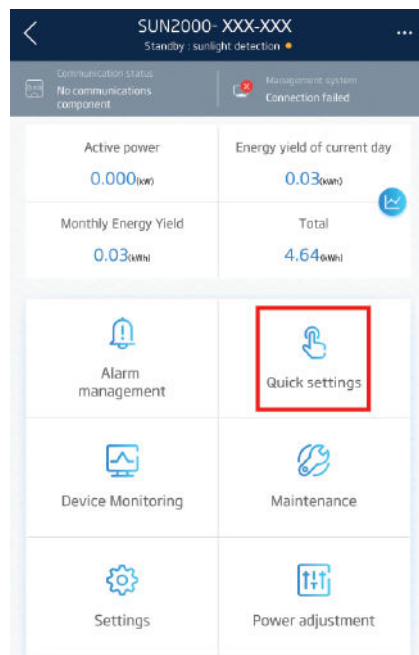 SUN2000- XXX-XXX
Standby : sunlight detection
Communication status
No communications
component
Management system
Connection failed
Active power
0.000(kW)
Energy yield of current day
0.03(kWh)
Monthly Energy Yield
0.03(kWh)
Total
4.64(kWh)
Alarm
management
Quick settings
Device Monitoring
Maintenance
Settings
Power adjustment